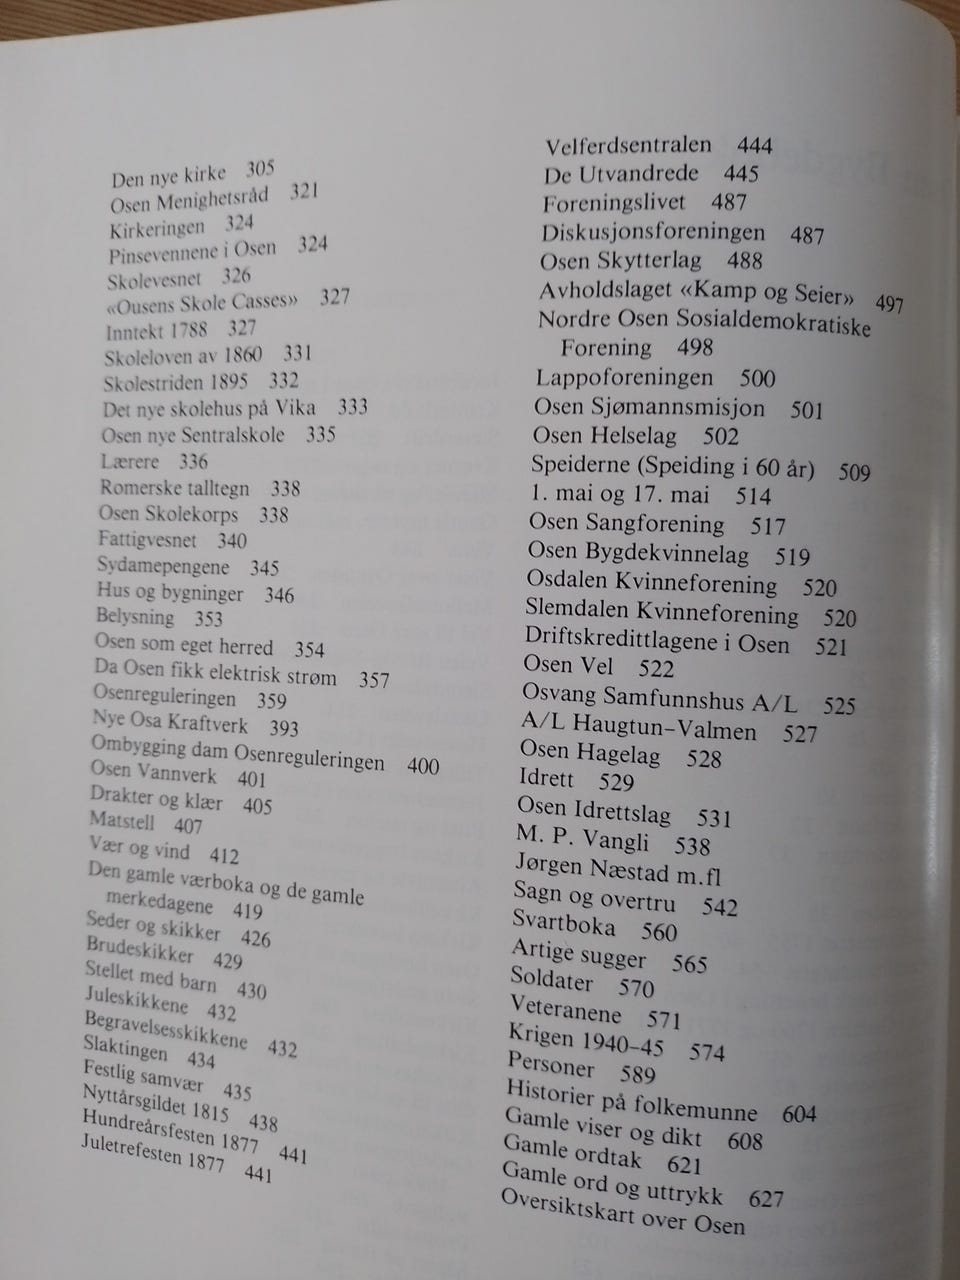 Den nye kirke 305
Osen Menighetsråd 321
Kirkeringen 324
Pinsevennene i Osen 324
Skolevesnet 326
«Ousens Skole Casses» 327
Inntekt 1788 327
Skoleloven av 1860 331
Skolestriden 1895 332
Det nye skolehus på Vika 333
Osen nye Sentralskole 335
Lærere 336
Romerske talltegn 338
Osen Skolekorps 338
Fattigvesnet 340
Sydamepengene 345
Hus og bygninger 346
Belysning 353
Osen som eget herred 354
Da Osen fikk elektrisk strøm 357
Osenreguleringen 359
Nye Osa Kraftverk 393
Ombygging dam Osenreguleringen 400
Osen Vannverk 401
Drakter og klær 405
Matstell 407
Vær og vind 412
Den gamle værboka og de gamle
merkedagene 419
Seder og skikker 426
Brudeskikker 429
Stellet med barn 430
Juleskikkene 432
Begravelsesskikkene 432
Slaktingen 434
Festlig samvær 435
Nyttårsgildet 1815 438
Hundreårsfesten 1877 441
Juletrefesten 1877 441
Velferdsentralen 444
De Utvandrede 445
Foreningslivet 487
Diskusjonsforeningen 487
Osen Skytterlag 488
Avholdslaget «Kamp og Seier» 497
Nordre Osen Sosialdemokratiske
Forening 498
Lappoforeningen 500
Osen Sjømannsmisjon 501
Osen Helselag 502
Speiderne (Speiding i 60 år) 509
1. mai og 17. mai 514
Osen Sangforening 517
Osen Bygdekvinnelag 519
Osdalen Kvinneforening 520
Slemdalen Kvinneforening 520
Driftskredittlagene i Osen 521
Osen Vel 522
Osvang Samfunnshus A/L 525
A/L Haugtun-Valmen 527
Osen Hagelag 528
Idrett 529
Osen Idrettslag 531
M. P. Vangli 538
Jørgen Næstad m.fl
Sagn og overtru 542
Svartboka 560
Artige sugger 565
Soldater 570
Veteranene 571
Krigen 1940-45 574
Personer 589
Historier på folkemunne 604
Gamle viser og dikt 608
Gamle ordtak 621
Gamle ord og uttrykk 627
Oversiktskart over Osen